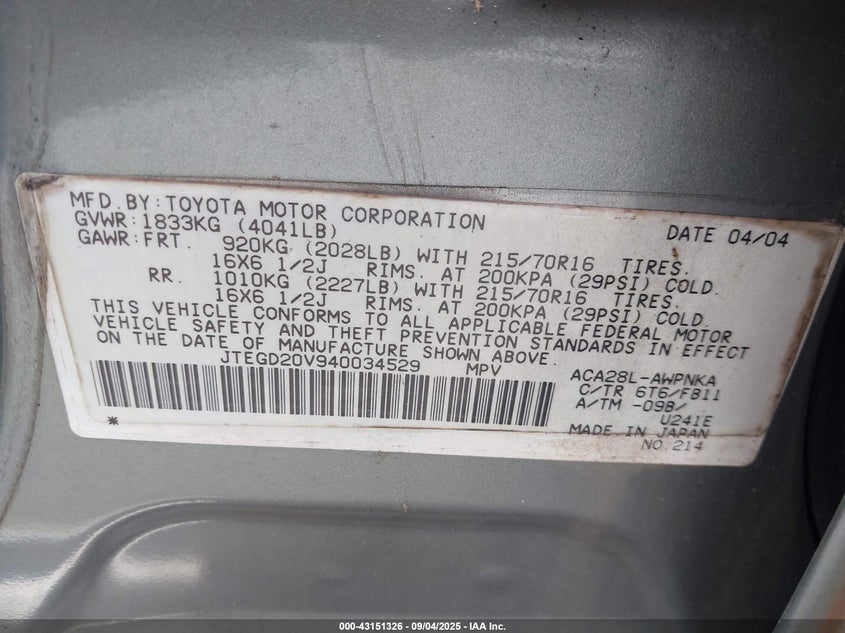 MFD. BY: TOYOTA MOTOR CORPORATION DATE 04/04
GVWR: 1833KG (4041LB)
GAWR: FRT. 920KG (2028LB) WITH 215/70R16 TIRES.
16X6 1/2J RIMS. AT 200KPA (29PSI) COLD.
RR. 1010KG (2227LB) WITH 215/70R16 TIRES.
16X6 1/2J RIMS. AT 200KPA (29PSI) COLD
THIS VEHICLE CONFORMS TO ALL APPLICABLE FEDERAL MOTOR
VEHICLE SAFETY AND THEFT PREVENTION STANDARDS IN EFFECT
ON THE DATE OF MANUFACTURE SHOWN ABOVE.
JTEGD20V940034529 MPV
ACA28L-AWPNKA
C/TR 6T6/FB11
A/TM -09B/
U241E
MADE IN JAPAN
* NO.214
000-43151326 - 09/04/2025 - IAA Inc.